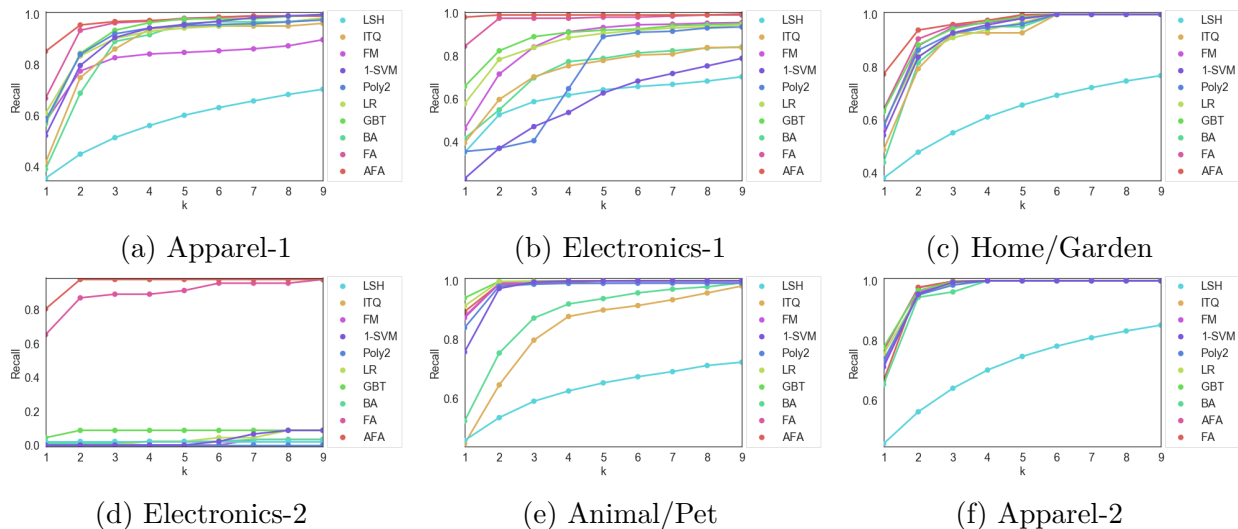 Recall
1.0
0.8
0.6
0.4
1 2 3 4 5 6 7 8 9
k
LSH
ITQ
FM
1-SVM
Poly2
LR
GBT
BA
FA
AFA
(a) Apparel-1
Recall
1.0
0.8
0.6
0.4
1 2 3 4 5 6 7 8 9
k
LSH
ITQ
FM
1-SVM
Poly2
LR
GBT
BA
FA
AFA
(b) Electronics-1
Recall
1.0
0.8
0.6
0.4
1 2 3 4 5 6 7 8 9
k
LSH
ITQ
FM
1-SVM
Poly2
LR
GBT
BA
FA
AFA
(c) Home/Garden
Recall
0.8
0.6
0.4
0.2
0.0
1 2 3 4 5 6 7 8 9
k
LSH
ITQ
FM
1-SVM
Poly2
LR
GBT
BA
FA
AFA
(d) Electronics-2
Recall
1.0
0.8
0.6
1 2 3 4 5 6 7 8 9
k
LSH
ITQ
FM
1-SVM
Poly2
LR
GBT
BA
FA
AFA
(e) Animal/Pet
Recall
1.0
0.8
0.6
1 2 3 4 5 6 7 8 9
k
LSH
ITQ
FM
1-SVM
Poly2
LR
GBT
BA
AFA
FA
(f) Apparel-2